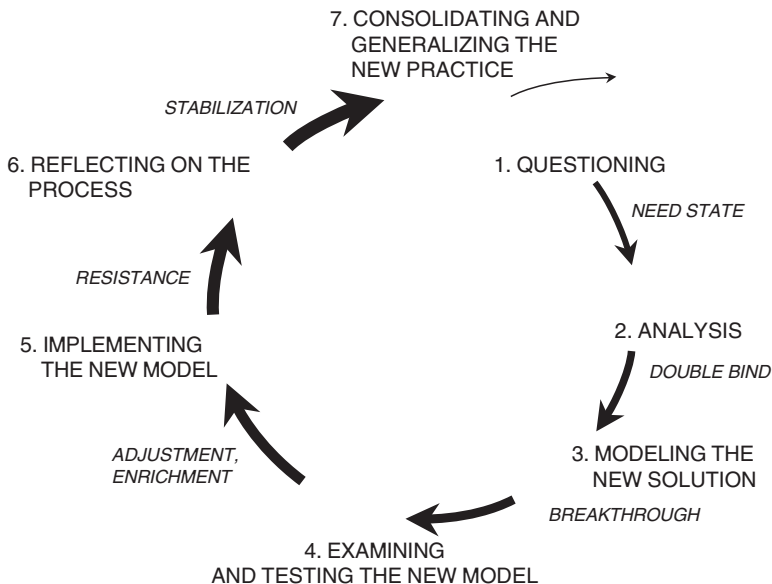 7. CONSOLIDATING AND
GENERALIZING THE
NEW PRACTICE
STABILIZATION
6. REFLECTING ON THE
PROCESS
1. QUESTIONING
NEED STATE
RESISTANCE
5. IMPLEMENTING
THE NEW MODEL
2. ANALYSIS
DOUBLE BIND
ADJUSTMENT,
ENRICHMENT
3. MODELING THE
NEW SOLUTION
BREAKTHROUGH
4. EXAMINING
AND TESTING THE NEW MODEL